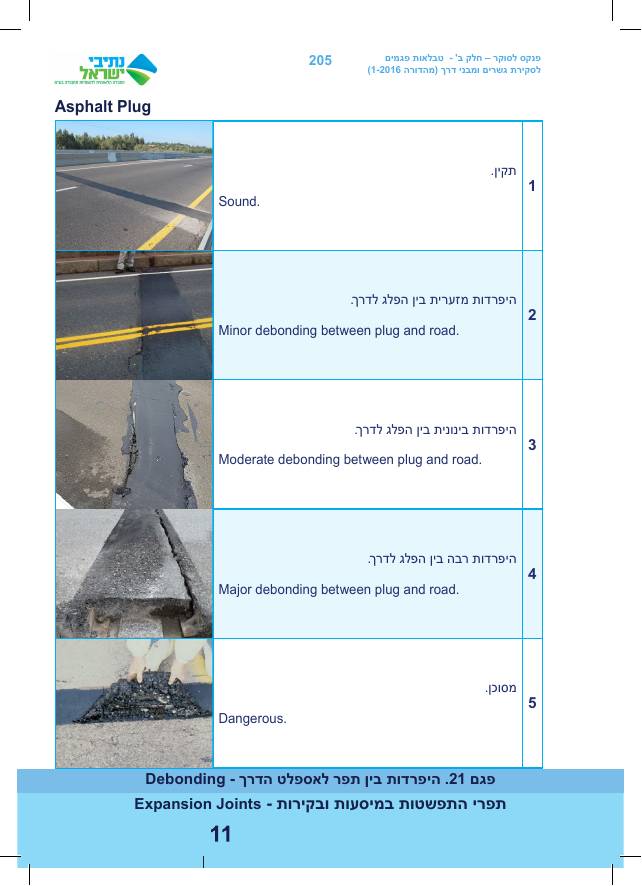 נתיבי
ישראל
205
פנקס לסוקר – חלק ב' - טבלאות פגמים
לסקירת גשרים ומבני דרך (מהדורה 1-2016)
Asphalt Plug
תקין.
Sound.
1
היפרדות מזערית בין הפלג לדרך.
Minor debonding between plug and road.
2
היפרדות בינונית בין הפלג לדרך.
Moderate debonding between plug and road.
3
היפרדות רבה בין הפלג לדרך.
Major debonding between plug and road.
4
מסוכן.
Dangerous.
5
פגם 21. היפרדות בין תפר לאספלט הדרך - Debonding
תפרי התפשטות במיסעות ובקירות - Expansion Joints
11